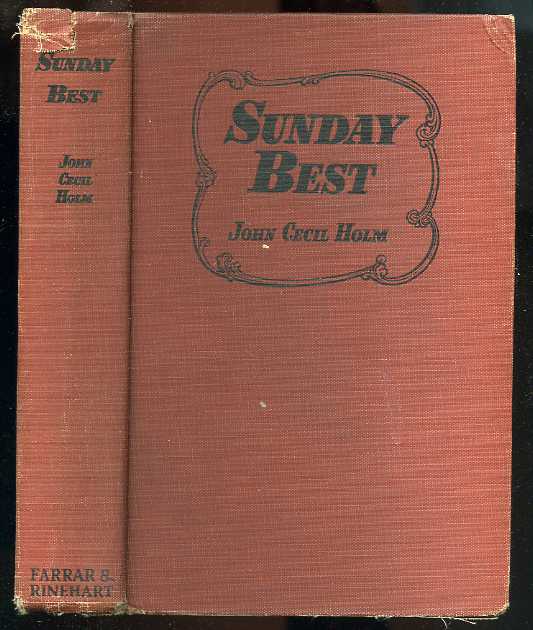 SUNDAY
BEST
JOHN
CECIL
HOLM
FARRAR &
RINEHART
SUNDAY
BEST
JOHN CECIL HOLM